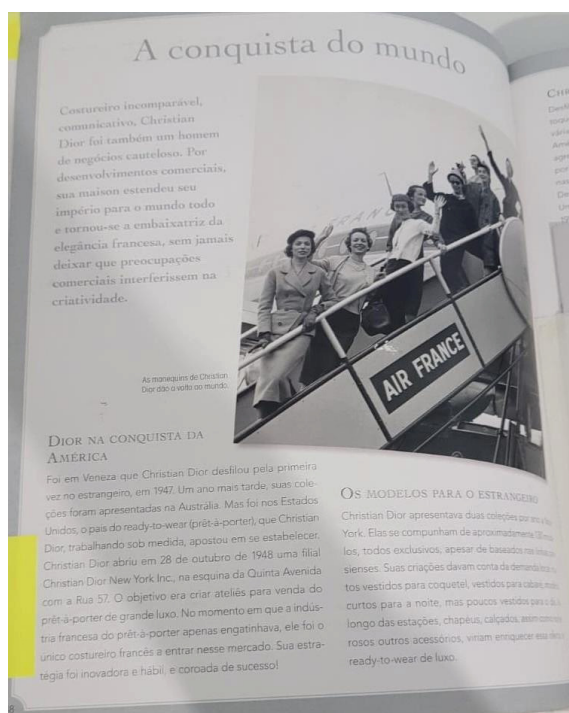 A conquista do mundo
Costureiro incomparável,
comunicativo, Christian
Dior foi também um homem
de negócios cauteloso. Por
desenvolvimentos comerciais,
sua maison estendeu seu
império para o mundo todo
e tornou-se a embaixatriz da
elegância francesa, sem jamais
deixar que preocupações
comerciais interferissem na
criatividade.
FRANCE
AIR FRANCE
As manequins de Christian
Dior dão a volta ao mundo.
DIOR NA CONQUISTA DA
AMÉRICA
Foi em Veneza que Christian Dior desfilou pela primeira
vez no estrangeiro, em 1947. Um ano mais tarde, suas cole-
ções foram apresentadas na Austrália. Mas foi nos Estados
Unidos, o país do ready-to-wear (prêt-à-porter), que Christian
Dior, trabalhando sob medida, apostou em se estabelecer.
Christian Dior abriu em 28 de outubro de 1948 uma filial
Christian Dior New York Inc., na esquina da Quinta Avenida
com a Rua 57. O objetivo era criar ateliês para venda do
prêt-à-porter de grande luxo. No momento em que a indús-
tria francesa do prêt-à-porter apenas engatinhava, ele foi o
único costureiro francês a entrar nesse mercado. Sua estra-
tégia foi inovadora e hábil, e coroada de sucesso!
OS MODELOS PARA O ESTRANGEIRO
Christian Dior apresentava duas coleções por ano a
York. Elas se compunham de aproximadamente
los, todos exclusivos, apesar de baseados nas
sienses. Suas criações davam conta da demanda
tos vestidos para coquetel, vestidos para
curtos para a noite, mas poucos vestidos para o
longo das estações, chapéus, calçados, assim como
rosos outros acessórios, viriam enriquecer essa
ready-to-wear de luxo.
8